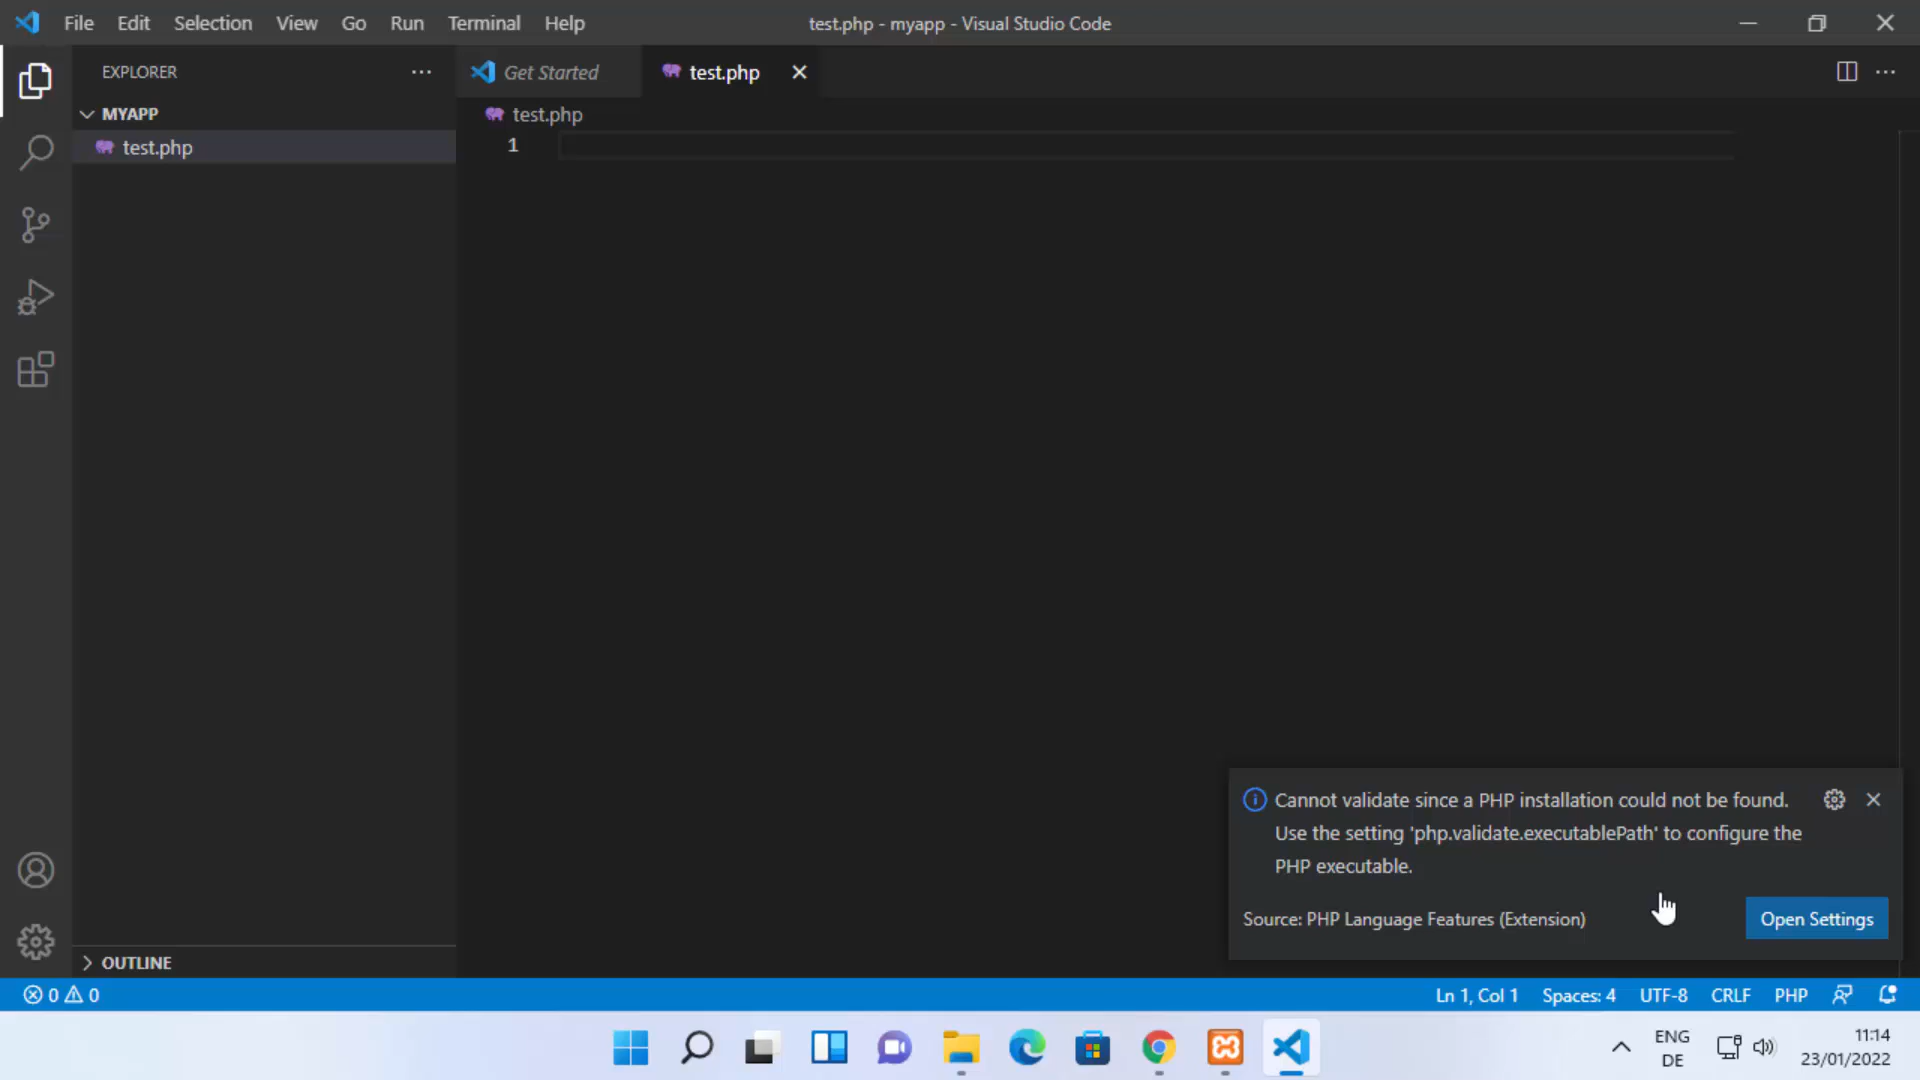 File Edit Selection View Go Run Terminal Help
test.php - myapp - Visual Studio Code
EXPLORER
Get Started
test.php
MYAPP
test.php
test.php
1
Cannot validate since a PHP installation could not be found.
Use the setting 'php.validate.executablePath' to configure the
PHP executable.
Source: PHP Language Features (Extension)
Open Settings
OUTLINE
0 0
Ln 1, Col 1 Spaces: 4 UTF-8 CRLF PHP
ENG
DE
11:14
23/01/2022